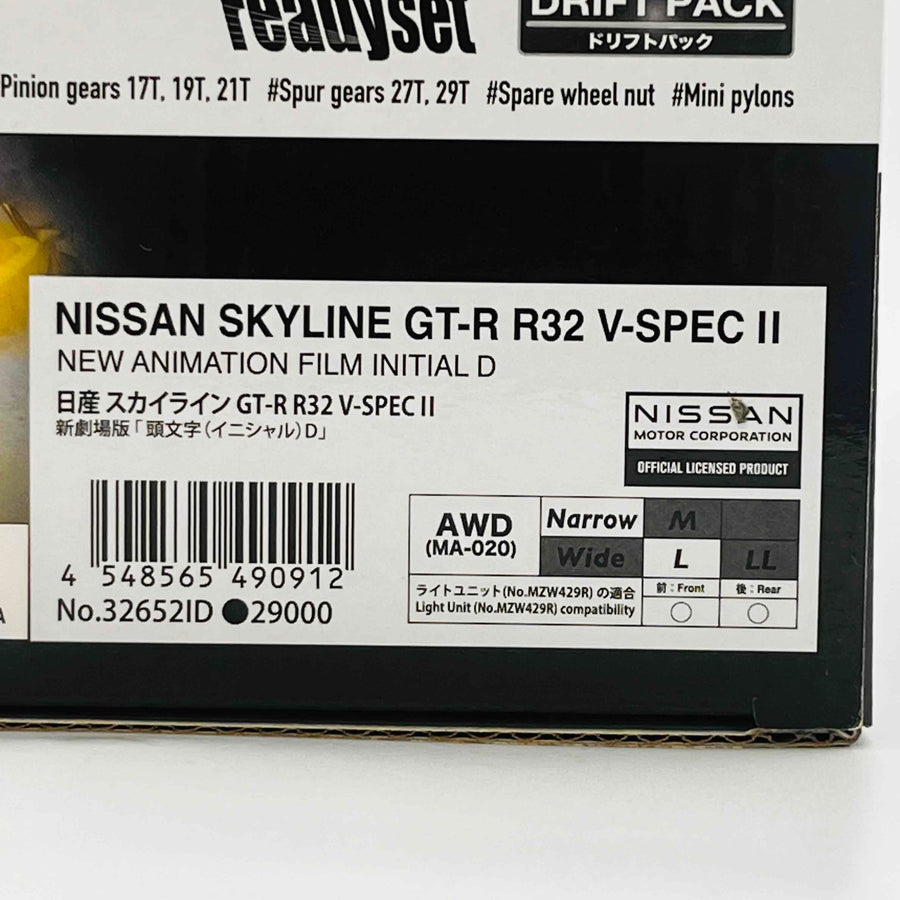 readyset
DRIFT PACK
ドリフトパック
Pinion gears 17T, 19T, 21T #Spur gears 27T, 29T #Spare wheel nut #Mini pylons
NISSAN SKYLINE GT-R R32 V-SPEC II
NEW ANIMATION FILM INITIAL D
日産 スカイライン GT-R R32 V-SPEC II
新劇場版「頭文字(イニシャル)D」
NISSAN
MOTOR CORPORATION
OFFICIAL LICENSED PRODUCT
4 548565 490912
No.32652ID ●29000
AWD
(MA-020)
Narrow M
Wide L LL
ライトユニット(No.MZW429R) の適合
Light Unit (No.MZW429R) compatibility
前:Front 後:Rear
○ ○
A